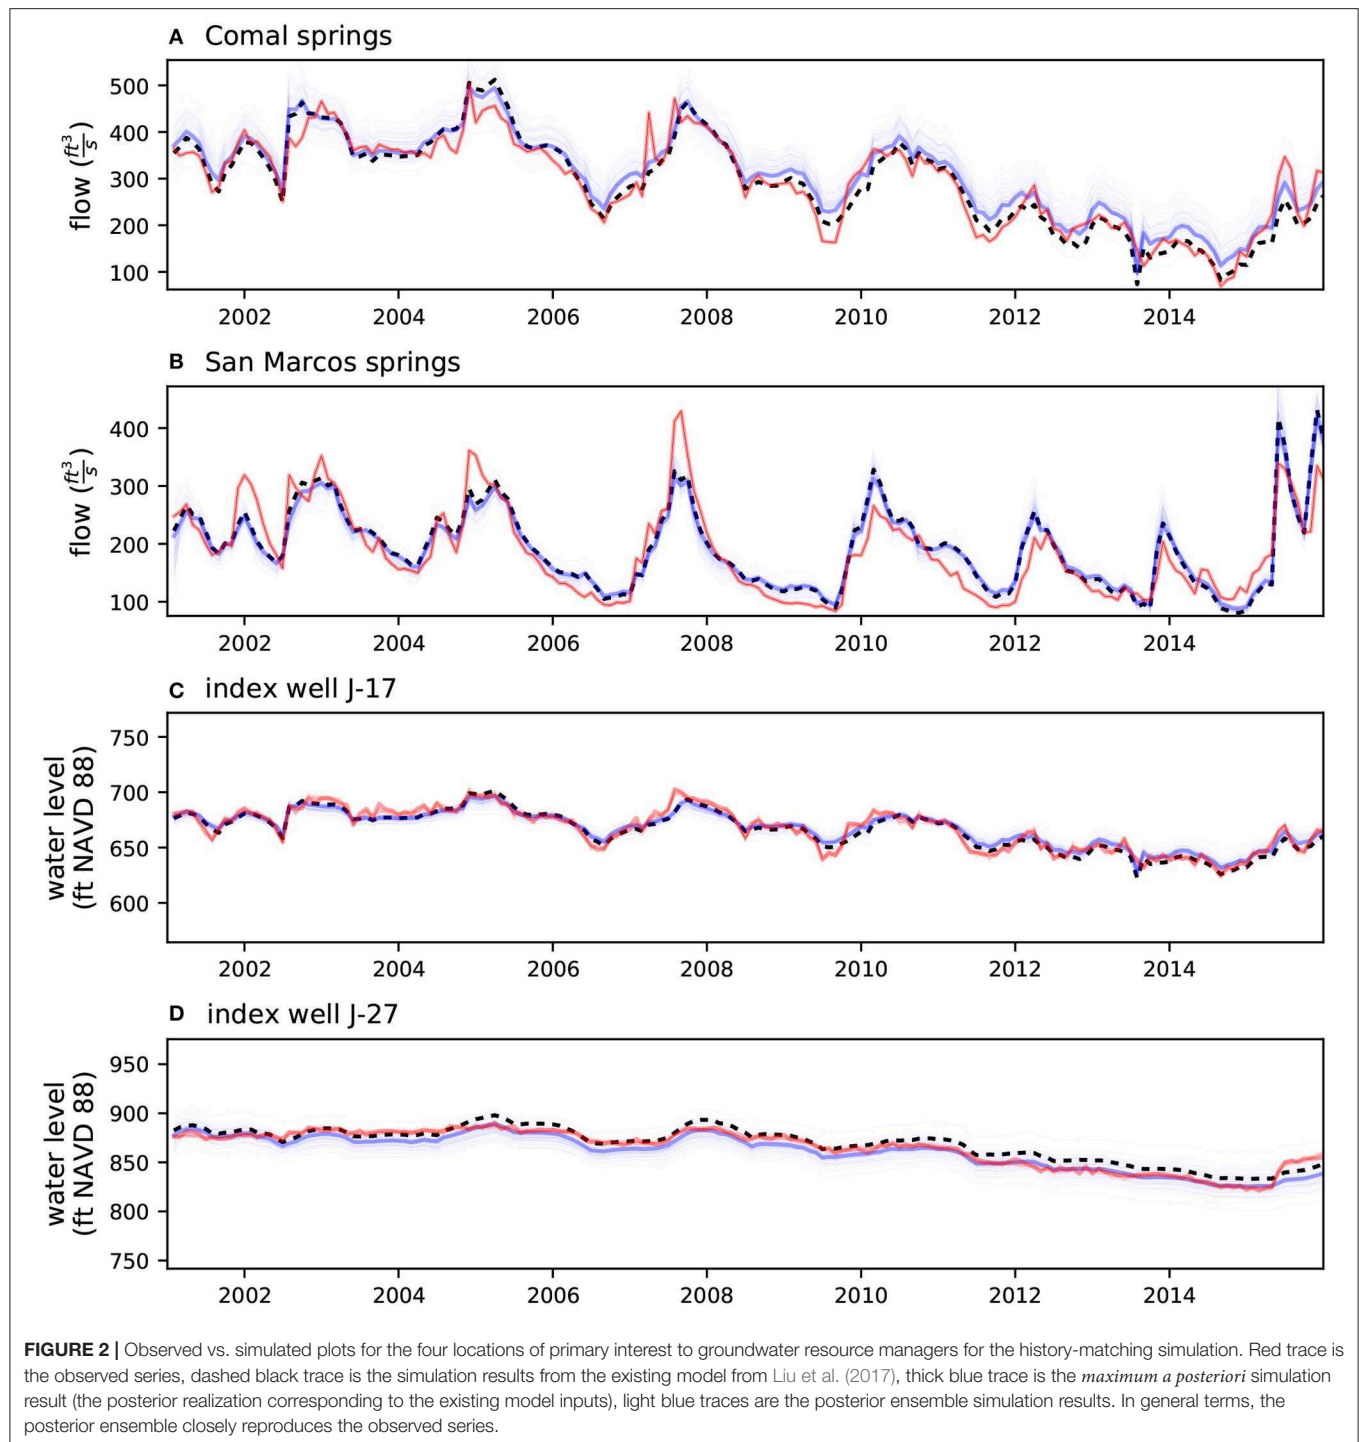 A Comal springs
flow (ft³/s)
500
400
300
200
100
2002 2004 2006 2008 2010 2012 2014
B San Marcos springs
flow (ft³/s)
400
300
200
100
2002 2004 2006 2008 2010 2012 2014
C index well J-17
water level
(ft NAVD 88)
750
700
650
600
2002 2004 2006 2008 2010 2012 2014
D index well J-27
water level
(ft NAVD 88)
950
900
850
800
750
2002 2004 2006 2008 2010 2012 2014
FIGURE 2 | Observed vs. simulated plots for the four locations of primary interest to groundwater resource managers for the history-matching simulation. Red trace is
the observed series, dashed black trace is the simulation results from the existing model from Liu et al. (2017), thick blue trace is the maximum a posteriori simulation
result (the posterior realization corresponding to the existing model inputs), light blue traces are the posterior ensemble simulation results. In general terms, the
posterior ensemble closely reproduces the observed series.